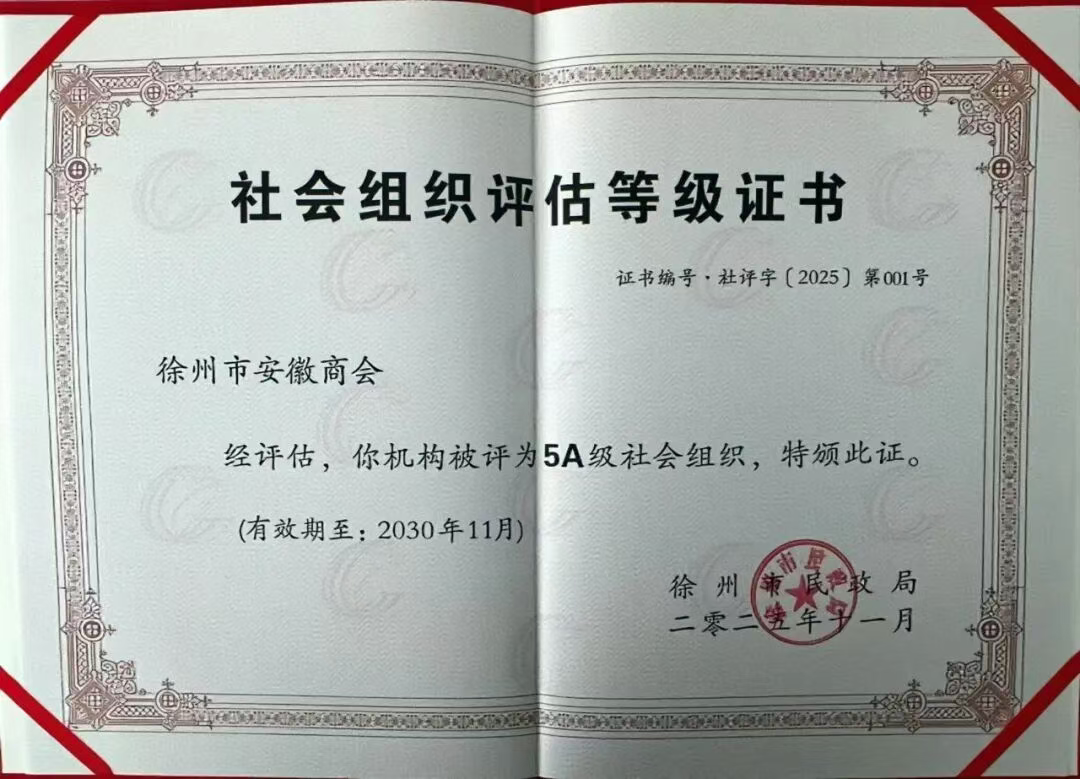 社会组织评估等级证书
证书编号·社评字〔2025〕第001号
徐州市安徽商会
经评估，你机构被评为5A级社会组织，特颁此证。
(有效期至：2030年11月)
徐州市民政局
二零二五年十一月